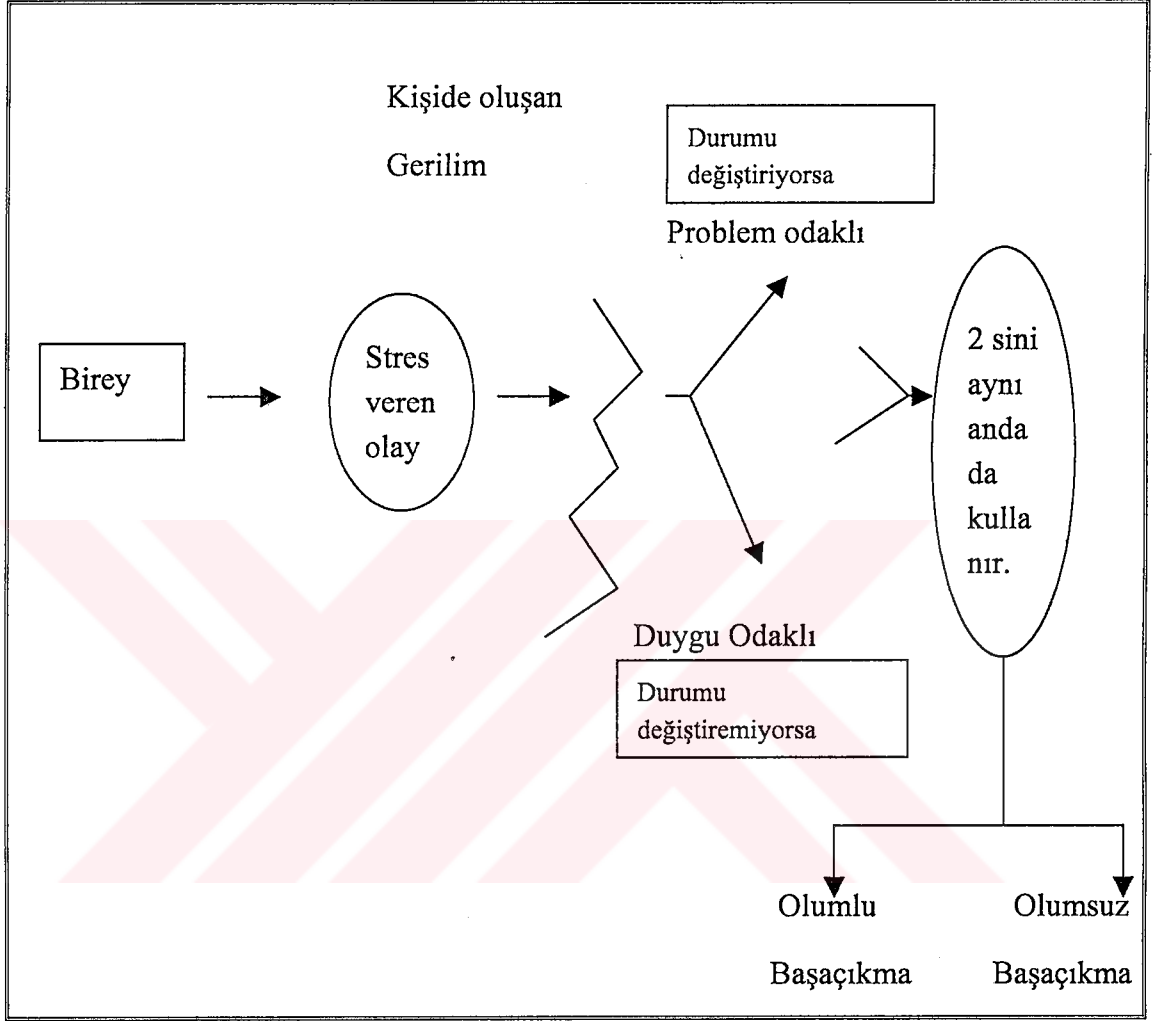 Kişide oluşan
Gerilim
Durumu
değiştiriyorsa
Problem odaklı
Birey
Stres
veren
olay
2 sini
aynı
anda
da
kulla
nır.
Duygu Odaklı
Durumu
değiştiremiyorsa
Olumlu
Başaçıkma
Olumsuz
Başaçıkma